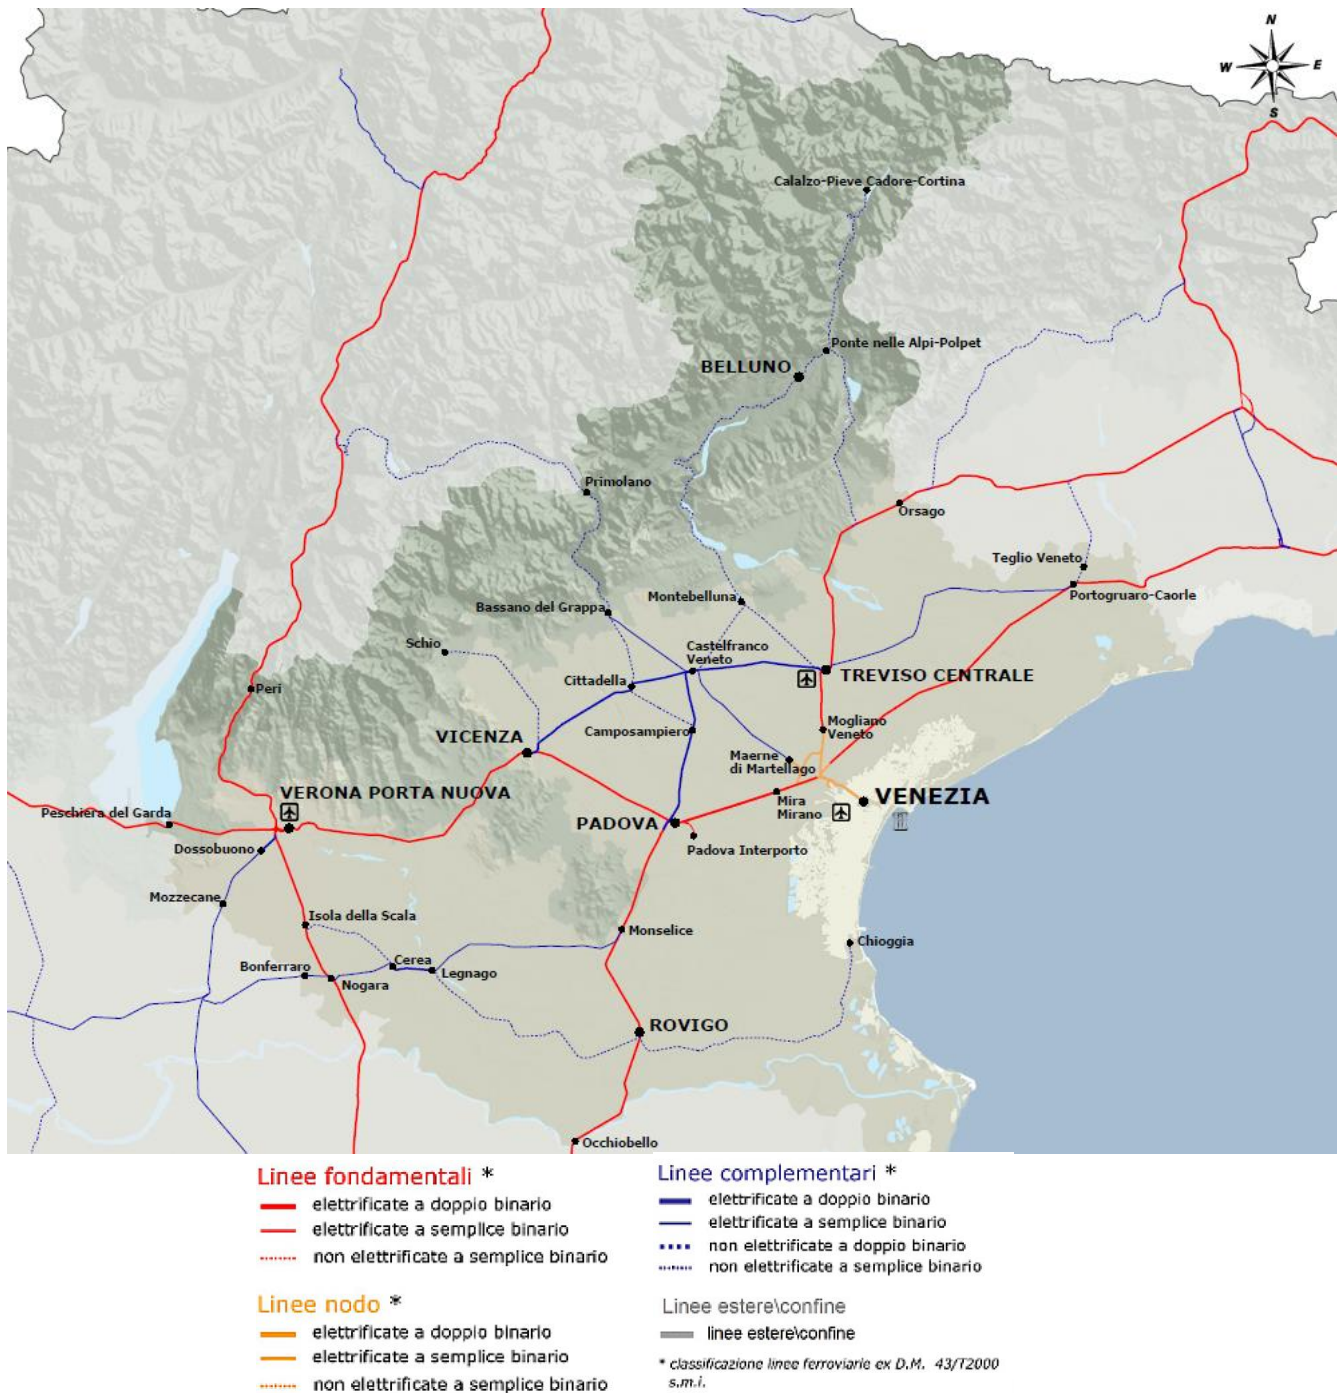 N
W E
S
Calalzo-Pieve Cadore-Cortina
Ponte nelle Alpi-Polpet
BELLUNO
Primolano
Orsago
Teglio Veneto
Portogruaro-Caorle
Montebelluna
Bassano del Grappa
Schio
Castelfranco
Veneto
TREVISO CENTRALE
Cittadella
Peri
Mogliano
Veneto
Camposampiero
VICENZA
Maerne
di Martellago
VERONA PORTA NUOVA
VENEZIA
Peschiera del Garda
Mira
Mirano
PADOVA
Padova Interporto
Dossobuono
Mozzecane
Isola della Scala
Monselice
Chioggia
Cerea
Bonferraro
Legnago
Nogara
ROVIGO
Occhiobello
Linee fondamentali *
elettrificate a doppio binario
elettrificate a semplice binario
non elettrificate a semplice binario
Linee complementari *
elettrificate a doppio binario
elettrificate a semplice binario
non elettrificate a doppio binario
non elettrificate a semplice binario
Linee nodo *
elettrificate a doppio binario
elettrificate a semplice binario
non elettrificate a semplice binario
Linee estere\confine
linee estere\confine
* classificazione linee ferroviarie ex D.M. 43/T2000
s.m.i.